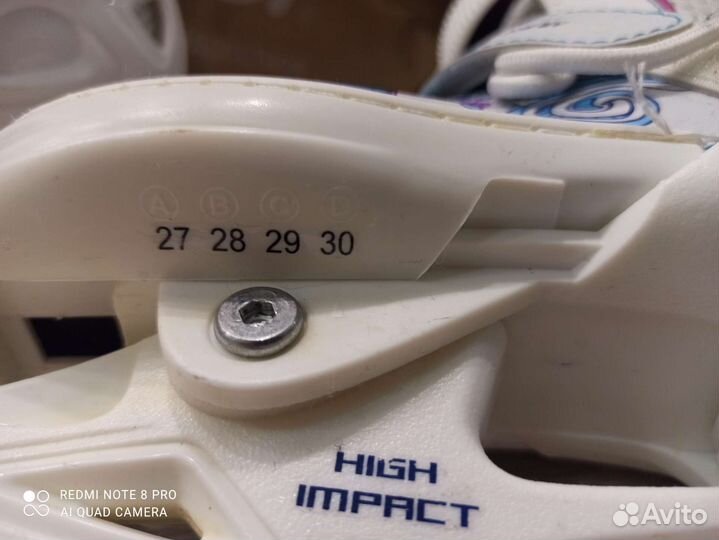 A B C D
27 28 29 30
HIGH
IMPACT
REDMI NOTE 8 PRO
AI QUAD CAMERA
Avito